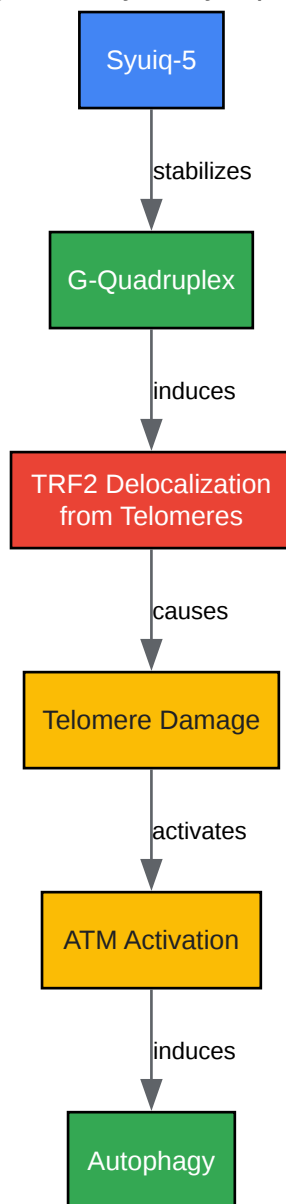 Syuiq-5
stabilizes
G-Quadruplex
induces
TRF2 Delocalization
from Telomeres
causes
Telomere Damage
activates
ATM Activation
induces
Autophagy